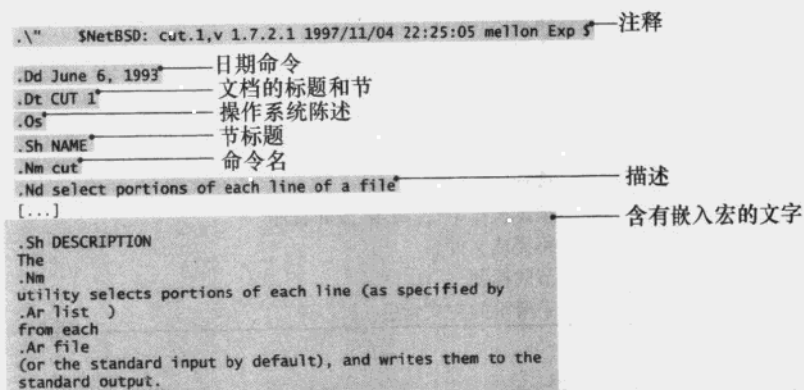 .\"    $NetBSD: cut.1,v 1.7.2.1 1997/11/04 22:25:05 mellon Exp $ 注释
.Dd June 6, 1993 日期命令
.Dt CUT 1 文档的标题和节
.Os 操作系统陈述
.Sh NAME 节标题
.Nm cut 命令名
.Nd select portions of each line of a file 描述
[...]
含有嵌入宏的文字
.Sh DESCRIPTION
The
.Nm
utility selects portions of each line (as specified by
.Ar list  )
from each
.Ar file
(or the standard input by default), and writes them to the
standard output.